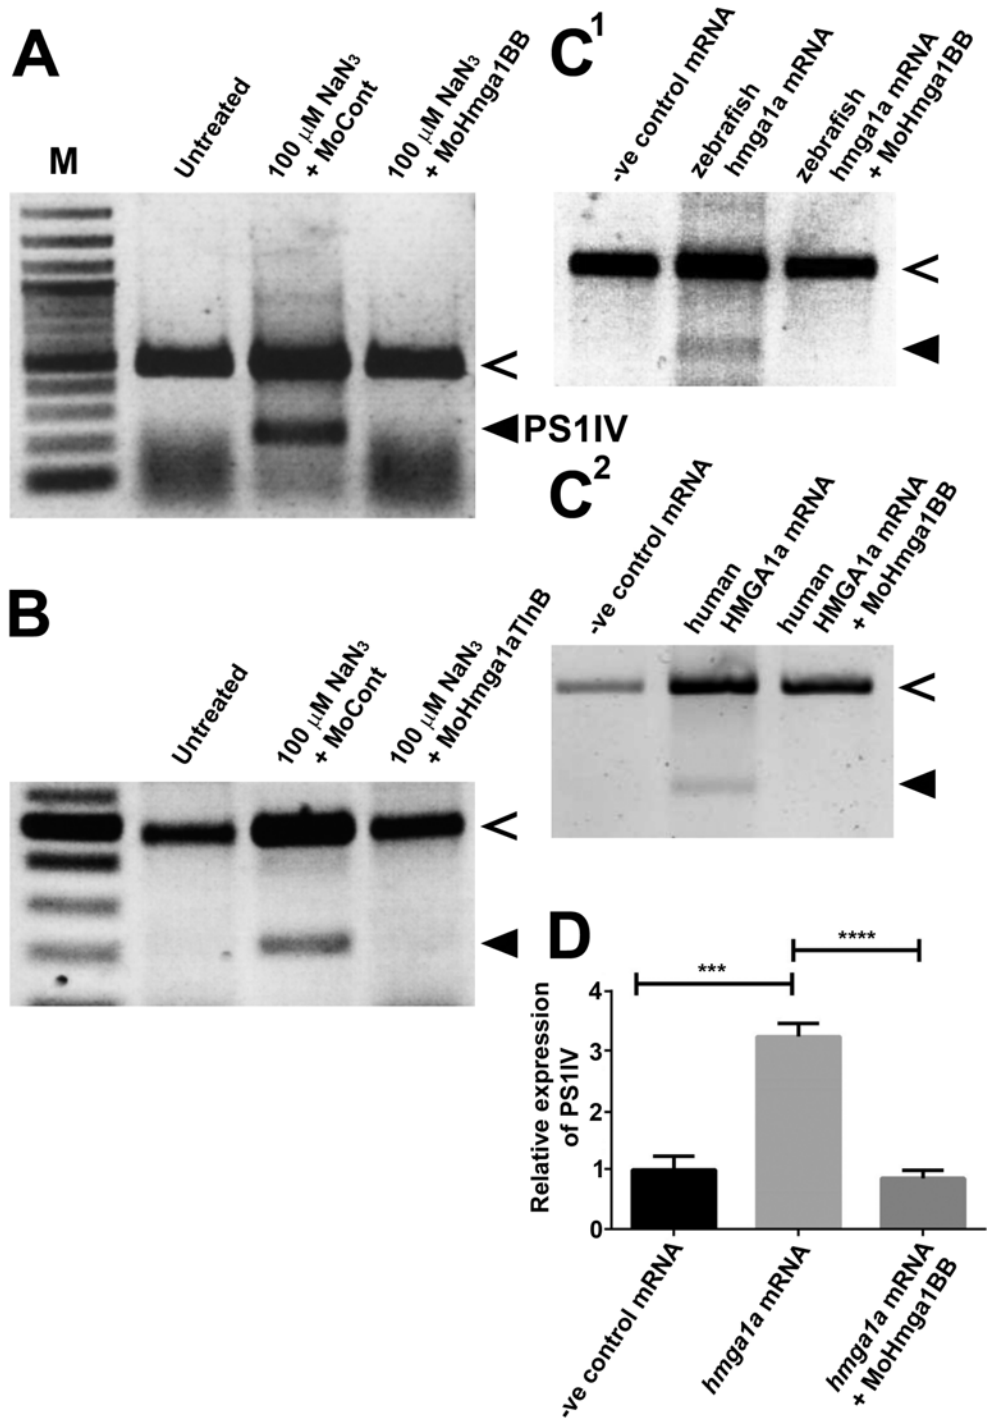 A
M
Untreated
100 μM NaN₃
+ MoCont
100 μM NaN₃
+ MoHmga1BB
<
PS1IV
B
Untreated
100 μM NaN₃
+ MoCont
100 μM NaN₃
+ MoHmga1aTInB
<
C¹
-ve control mRNA
zebrafish
hmga1a mRNA
zebrafish
hmga1a mRNA
+ MoHmga1BB
<
C²
-ve control mRNA
human
HMGA1a mRNA
human
HMGA1a mRNA
+ MoHmga1BB
<
D
***
****
Relative expression
of PS1IV
4
3
2
1
0
-ve control mRNA
hmga1a mRNA
hmga1a mRNA
+ MoHmga1BB